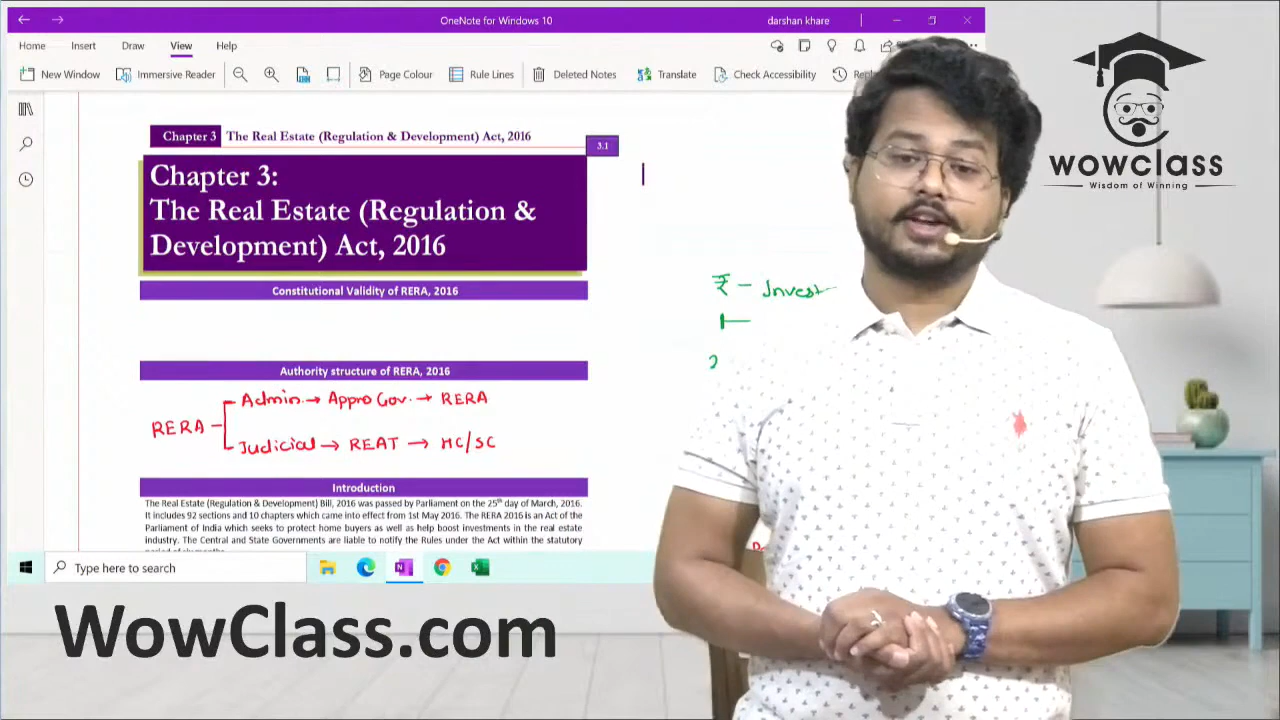 OneNote for Windows 10
darshan khare
Home Insert Draw View Help
New Window Immersive Reader Page Colour Rule Lines Deleted Notes Translate Check Accessibility
Chapter 3 The Real Estate (Regulation & Development) Act, 2016
3.1
Chapter 3:
The Real Estate (Regulation &
Development) Act, 2016
Constitutional Validity of RERA, 2016
Authority structure of RERA, 2016
RERA
Admin. → Appro Gov. → RERA
Judicial → REAT → HC/SC
Introduction
The Real Estate (Regulation & Development) Bill, 2016 was passed by Parliament on the 25th day of March, 2016.
It includes 92 sections and 10 chapters which came into effect from 1st May 2016. The RERA 2016 is an Act of the
Parliament of India which seeks to protect home buyers as well as help boost investments in the real estate
industry. The Central and State Governments are liable to notify the Rules under the Act within the statutory
period of six months
₹ – Invest
Type here to search
wowclass
Wisdom of Winning
WowClass.com